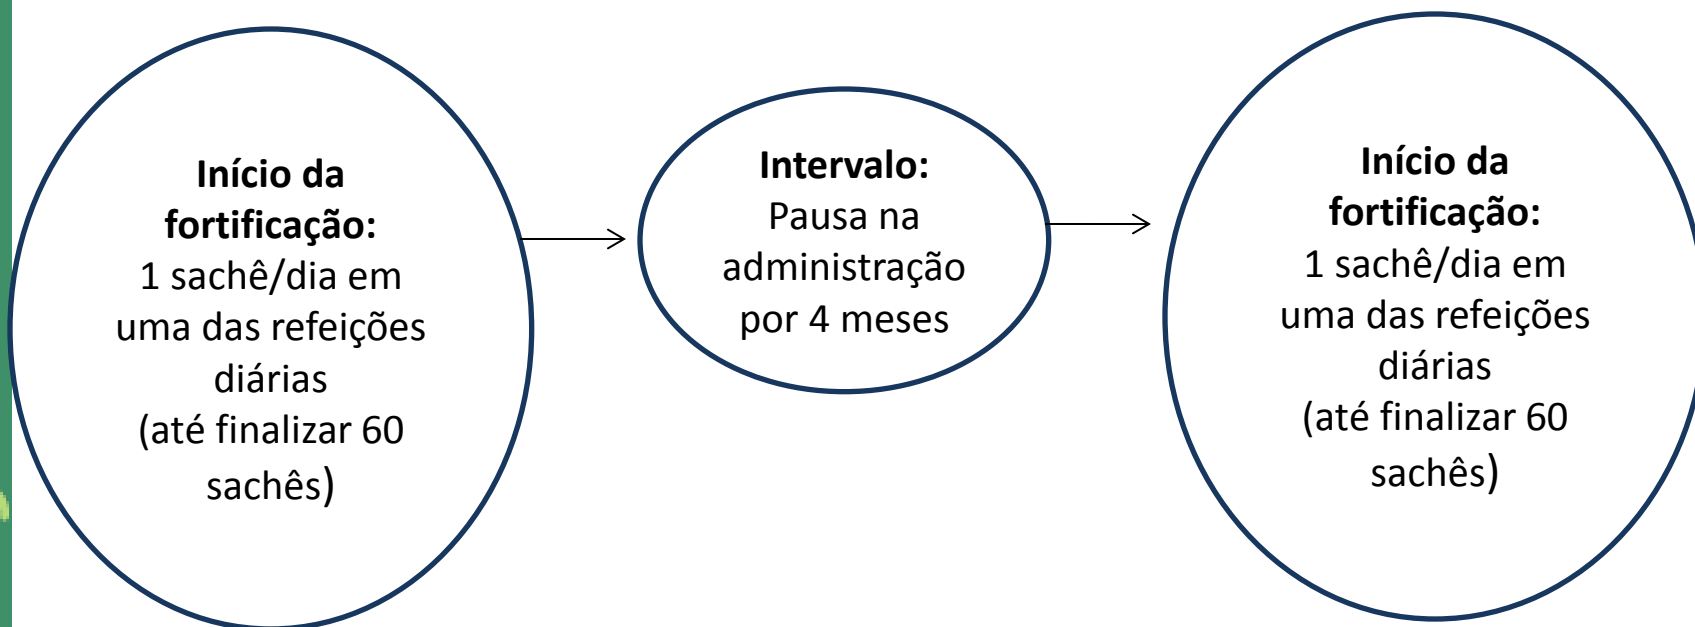 Início da
fortificação:
1 sachê/dia em
uma das refeições
diárias
(até finalizar 60
sachês)
Intervalo:
Pausa na
administração
por 4 meses
Início da
fortificação:
1 sachê/dia em
uma das refeições
diárias
(até finalizar 60
sachês)